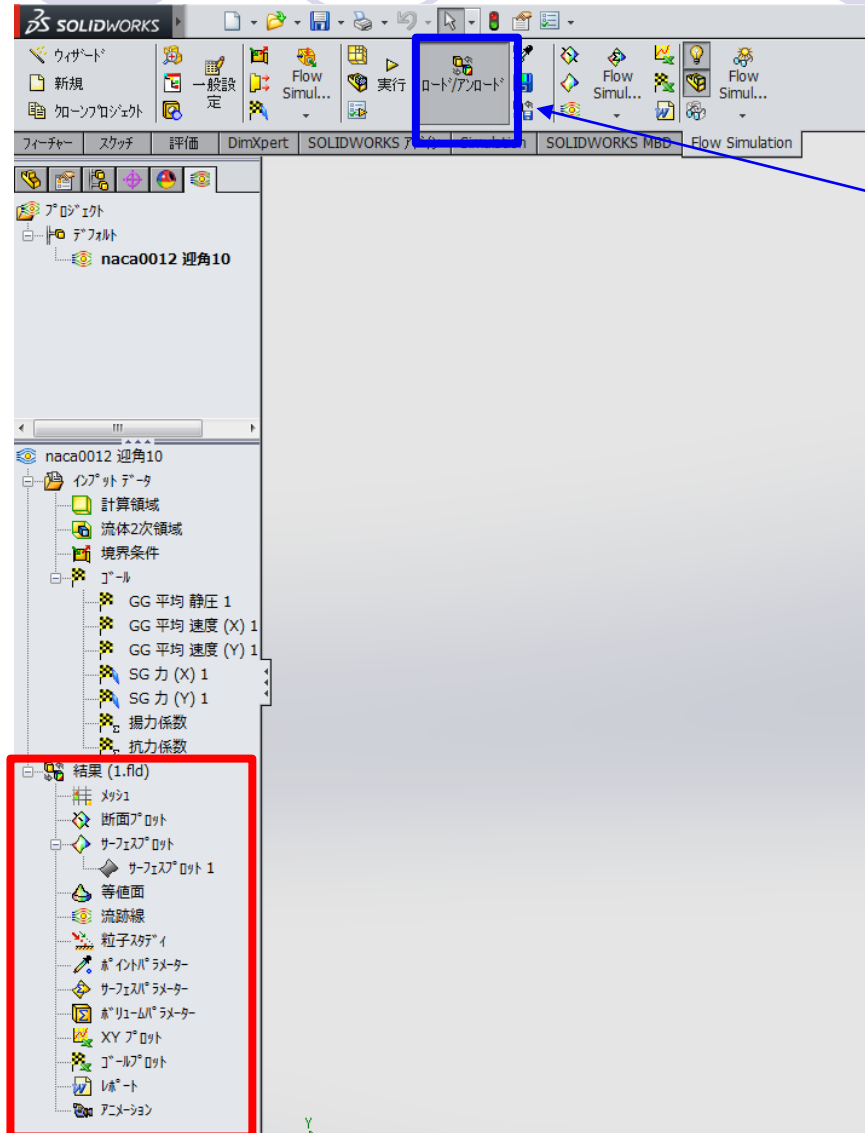 SOLIDWORKS
ウィザード
新規
クローンプロジェクト
一般設定
Flow Simul...
実行
ロード/アンロード
Flow Simul...
Flow Simul...
フィーチャー スケッチ 評価 DimXpert SOLIDWORKS Simulation SOLIDWORKS MBD Flow Simulation
プロジェクト
デフォルト
naca0012 迎角10
naca0012 迎角10
インプット データ
計算領域
流体2次領域
境界条件
ゴール
GG 平均 静圧 1
GG 平均 速度 (X) 1
GG 平均 速度 (Y) 1
SG 力 (X) 1
SG 力 (Y) 1
揚力係数
抗力係数
結果 (1.fld)
メッシュ
断面プロット
サーフェスプロット
サーフェスプロット 1
等値面
流跡線
粒子スタディ
ポイントパラメーター
サーフェスパラメーター
ボリュームパラメーター
XY プロット
ゴールプロット
レポート
アニメーション
Y